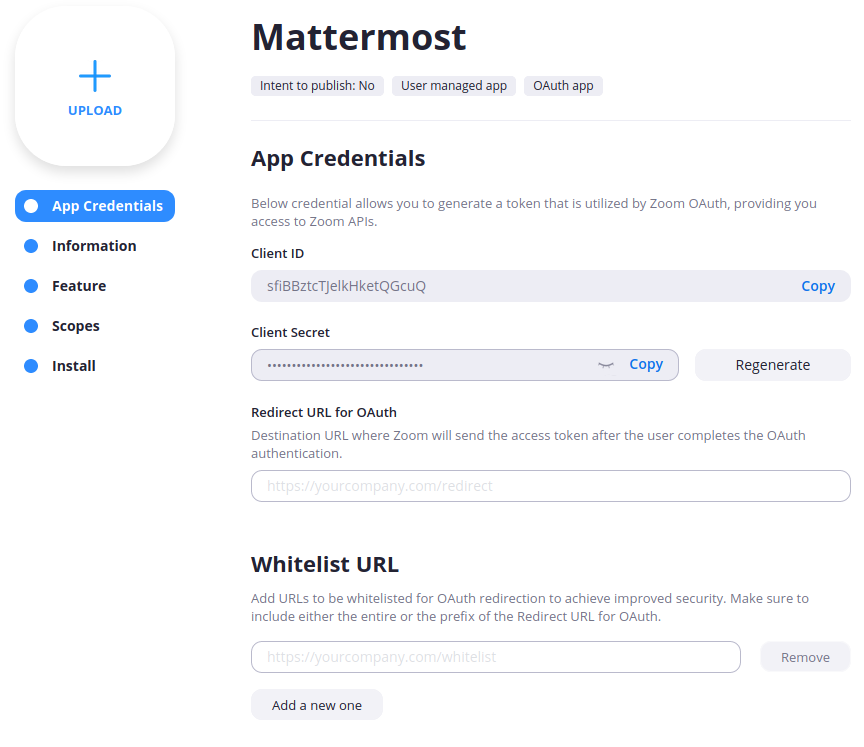 Mattermost
UPLOAD
Intent to publish: No
User managed app
OAuth app
App Credentials
Information
Feature
Scopes
Install
App Credentials
Below credential allows you to generate a token that is utilized by Zoom OAuth, providing you
access to Zoom APIs.
Client ID
sfiBBztcTJelkHketQGcuQ
Copy
Client Secret
•••••••••••••••••••••••••••••••• Copy
Regenerate
Redirect URL for OAuth
Destination URL where Zoom will send the access token after the user completes the OAuth
authentication.
https://yourcompany.com/redirect
Whitelist URL
Add URLs to be whitelisted for OAuth redirection to achieve improved security. Make sure to
include either the entire or the prefix of the Redirect URL for OAuth.
https://yourcompany.com/whitelist
Remove
Add a new one